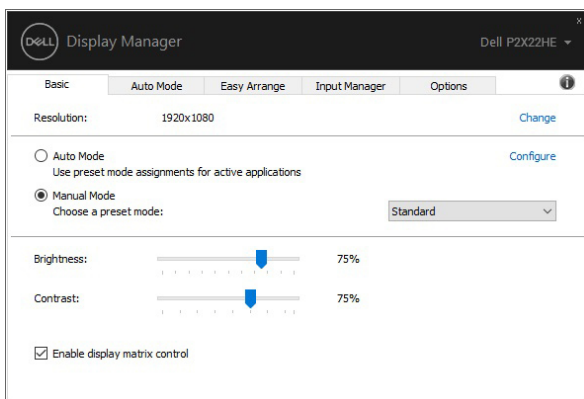 DELL Display Manager
Dell P2X22HE
Basic Auto Mode Easy Arrange Input Manager Options
Resolution: 1920x1080 Change
Auto Mode Configure
Use preset mode assignments for active applications
Manual Mode
Choose a preset mode: Standard
Brightness: 75%
Contrast: 75%
Enable display matrix control